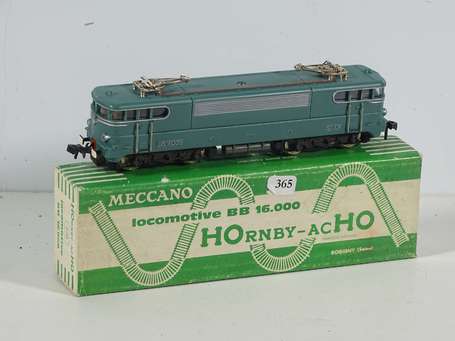 MECCANO
365
locomotive BB 16.000
HORNBY-ACHO
BOBIGNY (Seine)